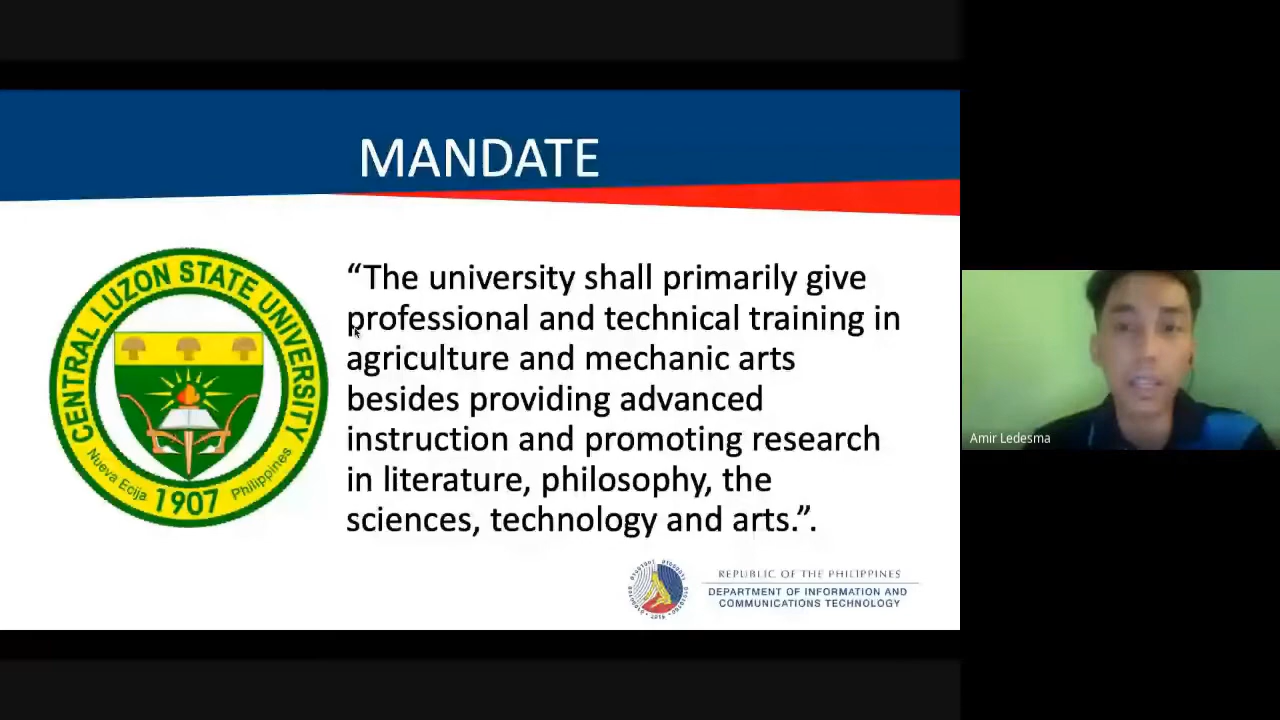 MANDATE
CENTRAL LUZON STATE UNIVERSITY
Nueva Ecija 1907 Philippines
“The university shall primarily give
professional and technical training in
agriculture and mechanic arts
besides providing advanced
instruction and promoting research
in literature, philosophy, the
sciences, technology and arts.”.
REPUBLIC OF THE PHILIPPINES
DEPARTMENT OF INFORMATION AND
COMMUNICATIONS TECHNOLOGY
Amir Ledesma